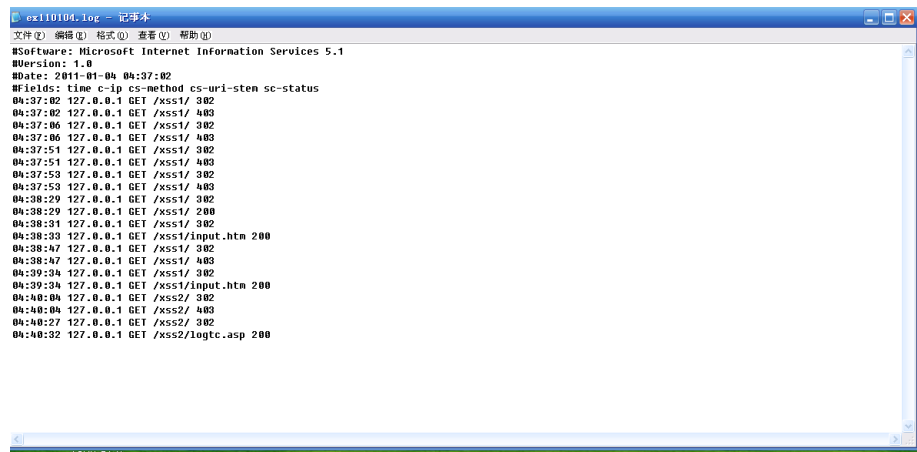 ex110104.log - 记事本
文件(F) 编辑(E) 格式(O) 查看(V) 帮助(H)
#Software: Microsoft Internet Information Services 5.1
#Version: 1.0
#Date: 2011-01-04 04:37:02
#Fields: time c-ip cs-method cs-uri-stem sc-status
04:37:02 127.0.0.1 GET /xss1/ 302
04:37:02 127.0.0.1 GET /xss1/ 403
04:37:06 127.0.0.1 GET /xss1/ 302
04:37:06 127.0.0.1 GET /xss1/ 403
04:37:51 127.0.0.1 GET /xss1/ 302
04:37:51 127.0.0.1 GET /xss1/ 403
04:37:53 127.0.0.1 GET /xss1/ 302
04:37:53 127.0.0.1 GET /xss1/ 403
04:38:29 127.0.0.1 GET /xss1/ 302
04:38:29 127.0.0.1 GET /xss1/ 200
04:38:31 127.0.0.1 GET /xss1/ 302
04:38:33 127.0.0.1 GET /xss1/input.htm 200
04:38:47 127.0.0.1 GET /xss1/ 302
04:38:47 127.0.0.1 GET /xss1/ 403
04:39:34 127.0.0.1 GET /xss1/ 302
04:39:34 127.0.0.1 GET /xss1/input.htm 200
04:40:04 127.0.0.1 GET /xss2/ 302
04:40:04 127.0.0.1 GET /xss2/ 403
04:40:27 127.0.0.1 GET /xss2/ 302
04:40:32 127.0.0.1 GET /xss2/logtc.asp 200